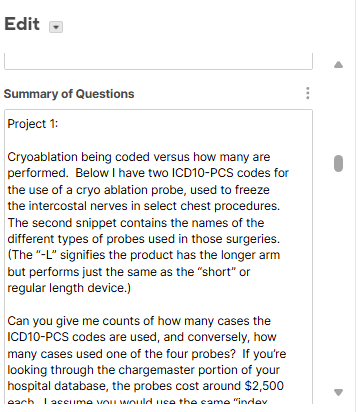 Edit
Summary of Questions
Project 1:
Cryoablation being coded versus how many are
performed.  Below I have two ICD10-PCS codes for
the use of a cryo ablation probe, used to freeze
the intercostal nerves in select chest procedures.
The second snippet contains the names of the
different types of probes used in those surgeries.
(The “-L” signifies the product has the longer arm
but performs just the same as the “short” or
regular length device.)
Can you give me counts of how many cases the
ICD10-PCS codes are used, and conversely, how
many cases used one of the four probes?  If you’re
looking through the chargemaster portion of your
hospital database, the probes cost around $2,500
each.  I assume you would use the same “index